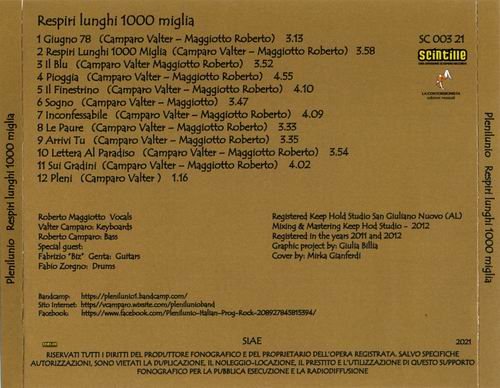 Respiri lunghi 1000 miglia
1 Giugno 78 (Camparo Valter – Maggiotto Roberto) 3.13
2 Respiri Lunghi 1000 Miglia (Camparo Valter – Maggiotto Roberto) 3.58
3 Il Blu (Camparo Valter Maggiotto Roberto) 3.52
4 Pioggia (Camparo Valter – Maggiotto Roberto) 4.55
5 Il Finestrino (Camparo Valter – Maggiotto Roberto) 4.10
6 Sogno (Camparo Valter – Maggiotto Roberto) 3.47
7 Inconfessabile (Camparo Valter – Maggiotto Roberto) 4.09
8 Le Paure (Camparo Valter – Maggiotto Roberto) 3.33
9 Arrivi Tu (Camparo Valter – Maggiotto Roberto) 3.35
10 Lettera Al Paradiso (Camparo Valter – Maggiotto Roberto) 3.54
11 Sui Gradini (Camparo Valter – Maggiotto Roberto) 4.02
12 Pleni (Camparo Valter ) 1.16
SC 003 21
scintille
LA CONTORSIONISTA
edizioni musicali
Plenilunio Respiri lunghi 1000 miglia
Plenilunio Respiri lunghi 1000 miglia
Roberto Maggiotto Vocals
Valter Camparo: Keyboards
Roberto Camparo: Bass
Special guest:
Fabrizio "Biz" Genta: Guitars
Fabio Zorgno: Drums
Registered Keep Hold Studio San Giuliano Nuovo (AL)
Mixing & Mastering Keep Hod Studio – 2012
Registered in the years 2011 and 2012
Graphic project by: Giulia Billia
Cover by: Mirka Gianferdi
Bandcamp: https://plenilunio1.bandcamp.com/
Sito Internet: https://vcamparo.wixsite.com/plenilunioband
Facebook: https://www.facebook.com/Plenilunio-Italian-Prog-Rock-208927845815394/
SIAE
2021
RISERVATI TUTTI I DIRITTI DEL PRODUTTORE FONOGRAFICO E DEL PROPRIETARIO DELL'OPERA REGISTRATA. SALVO SPECIFICHE
AUTORIZZAZIONI, SONO VIETATI LA DUPLICAZIONE, IL NOLEGGIO-LOCAZIONE, IL PRESTITO E L'UTILIZZAZIONE DI QUESTO SUPPORTO
FONOGRAFICO PER LA PUBBLICA ESECUZIONE E LA RADIODIFFUSIONE